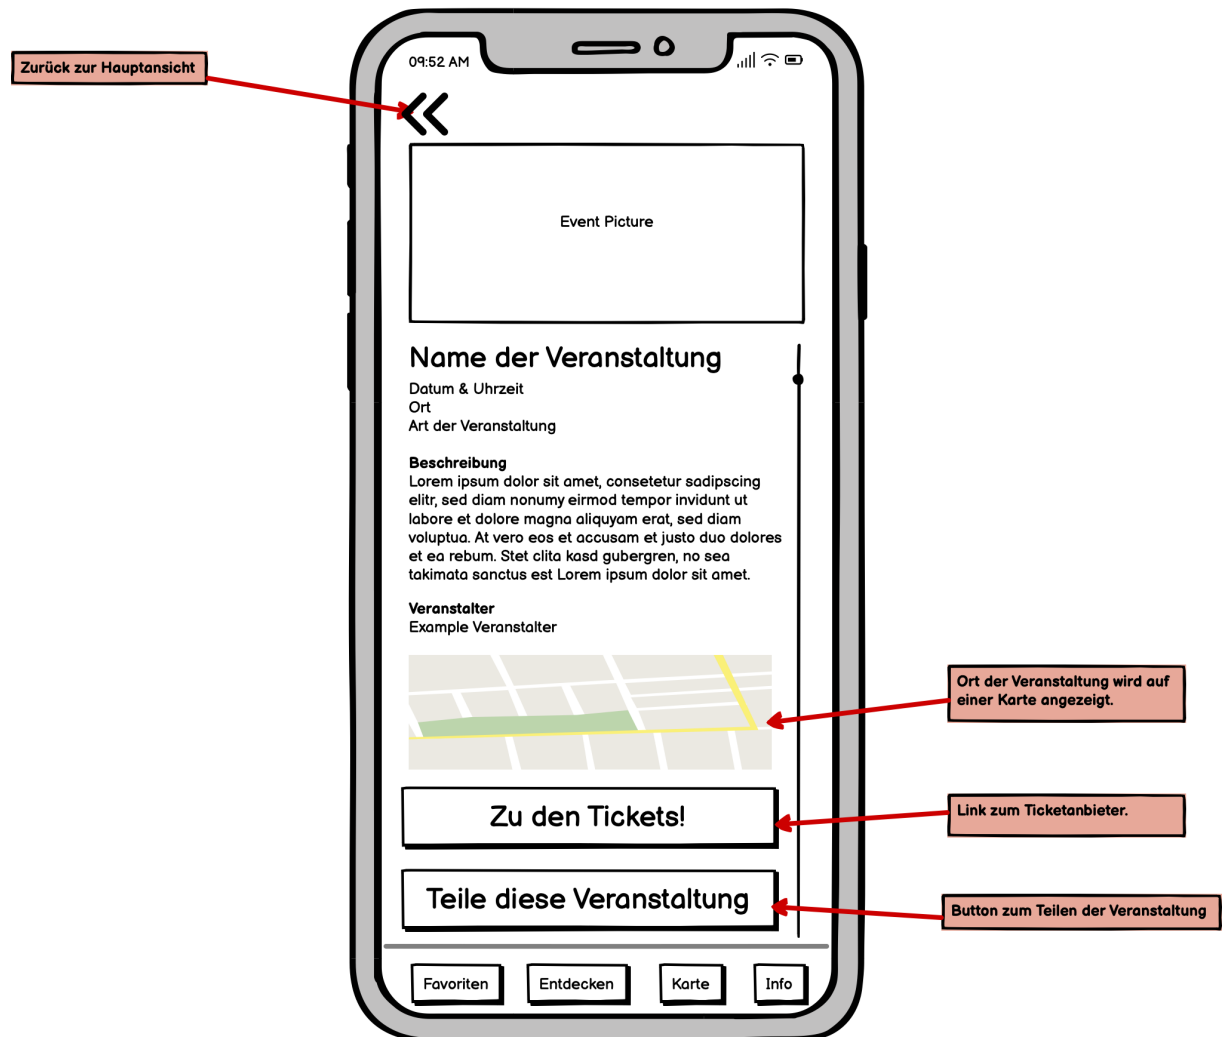 Zurück zur Hauptansicht
09:52 AM
Event Picture
Name der Veranstaltung
Datum & Uhrzeit
Ort
Art der Veranstaltung
Beschreibung
Lorem ipsum dolor sit amet, consetetur sadipscing
elitr, sed diam nonumy eirmod tempor invidunt ut
labore et dolore magna aliquyam erat, sed diam
voluptua. At vero eos et accusam et justo duo dolores
et ea rebum. Stet clita kasd gubergren, no sea
takimata sanctus est Lorem ipsum dolor sit amet.
Veranstalter
Example Veranstalter
Ort der Veranstaltung wird auf
einer Karte angezeigt.
Zu den Tickets!
Link zum Ticketanbieter.
Teile diese Veranstaltung
Button zum Teilen der Veranstaltung
Favoriten
Entdecken
Karte
Info